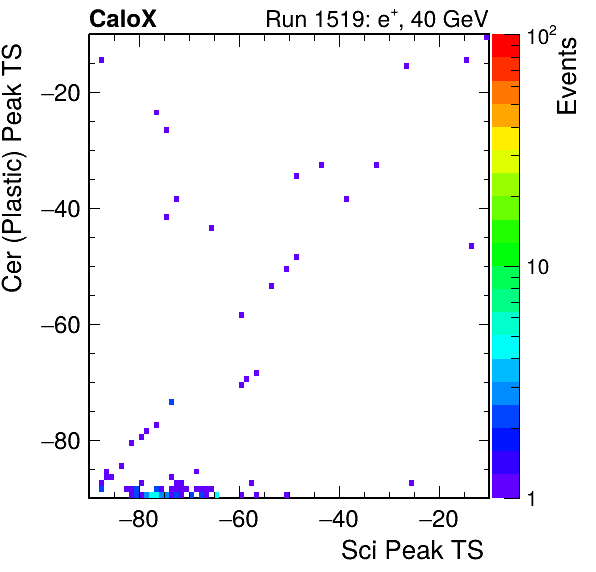 CaloX Run 1519: e+, 40 GeV
Cer (Plastic) Peak TS
−20
−40
−60
−80
−80 −60 −40 −20
Sci Peak TS
10²
10
1
Events